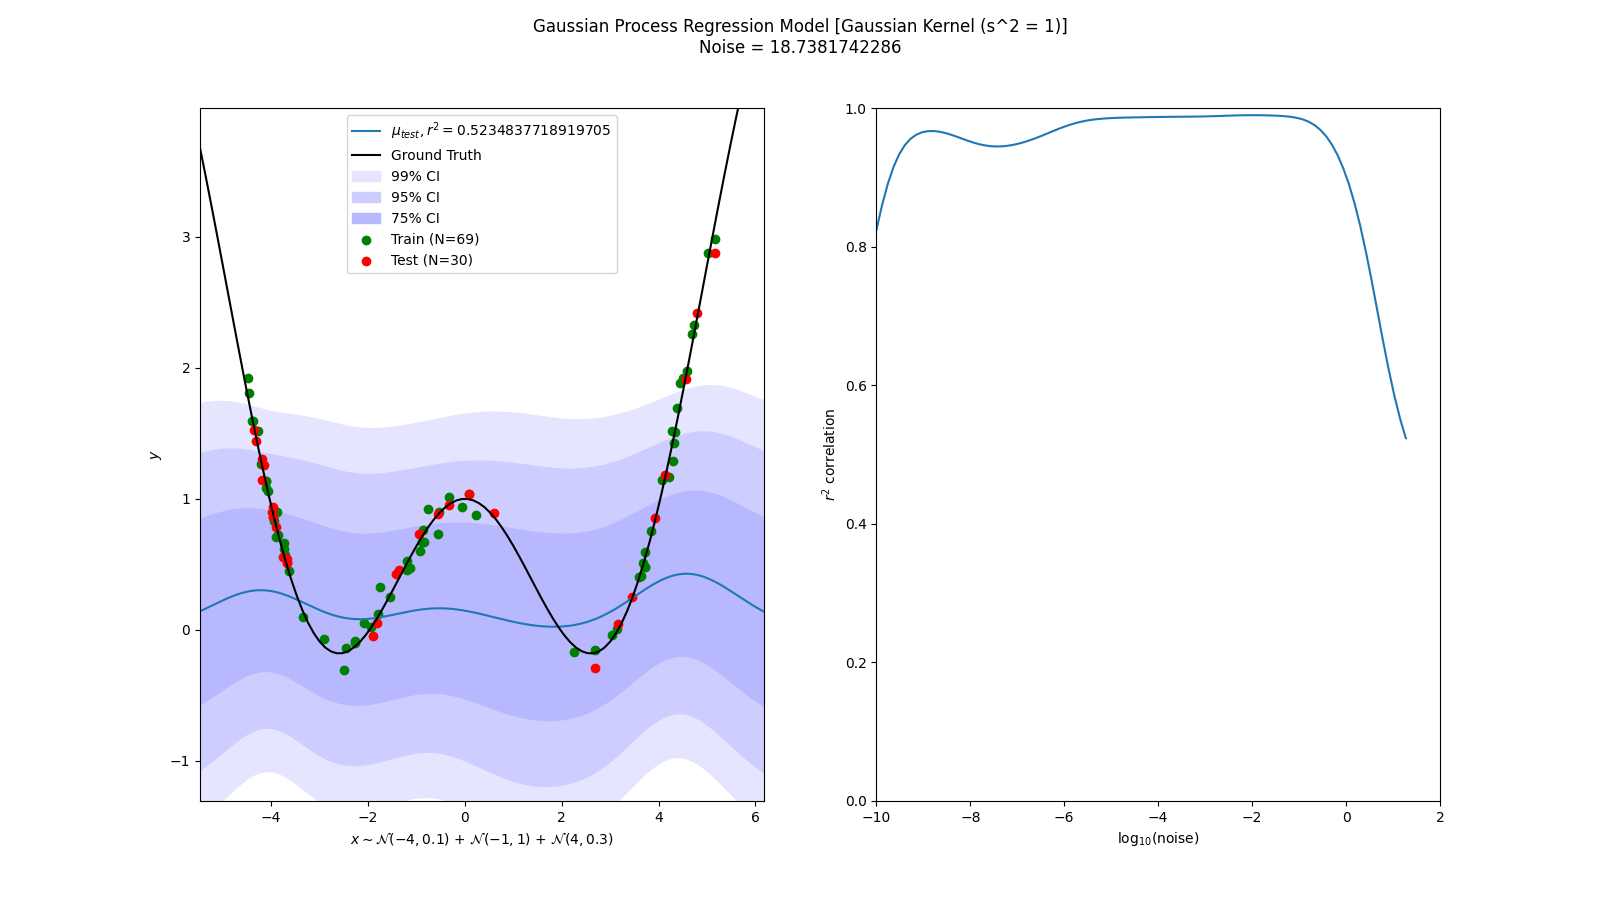 Gaussian Process Regression Model [Gaussian Kernel (s^2 = 1)]
Noise = 18.7381742286
μ_test, r² = 0.5234837718919705
Ground Truth
99% CI
95% CI
75% CI
Train (N=69)
Test (N=30)
3
2
1
0
−1
y
−4 −2 0 2 4 6
x ~ 𝒩(−4, 0.1) + 𝒩(−1, 1) + 𝒩(4, 0.3)
1.0
0.8
0.6
0.4
0.2
0.0
r² correlation
−10 −8 −6 −4 −2 0 2
log₁₀(noise)